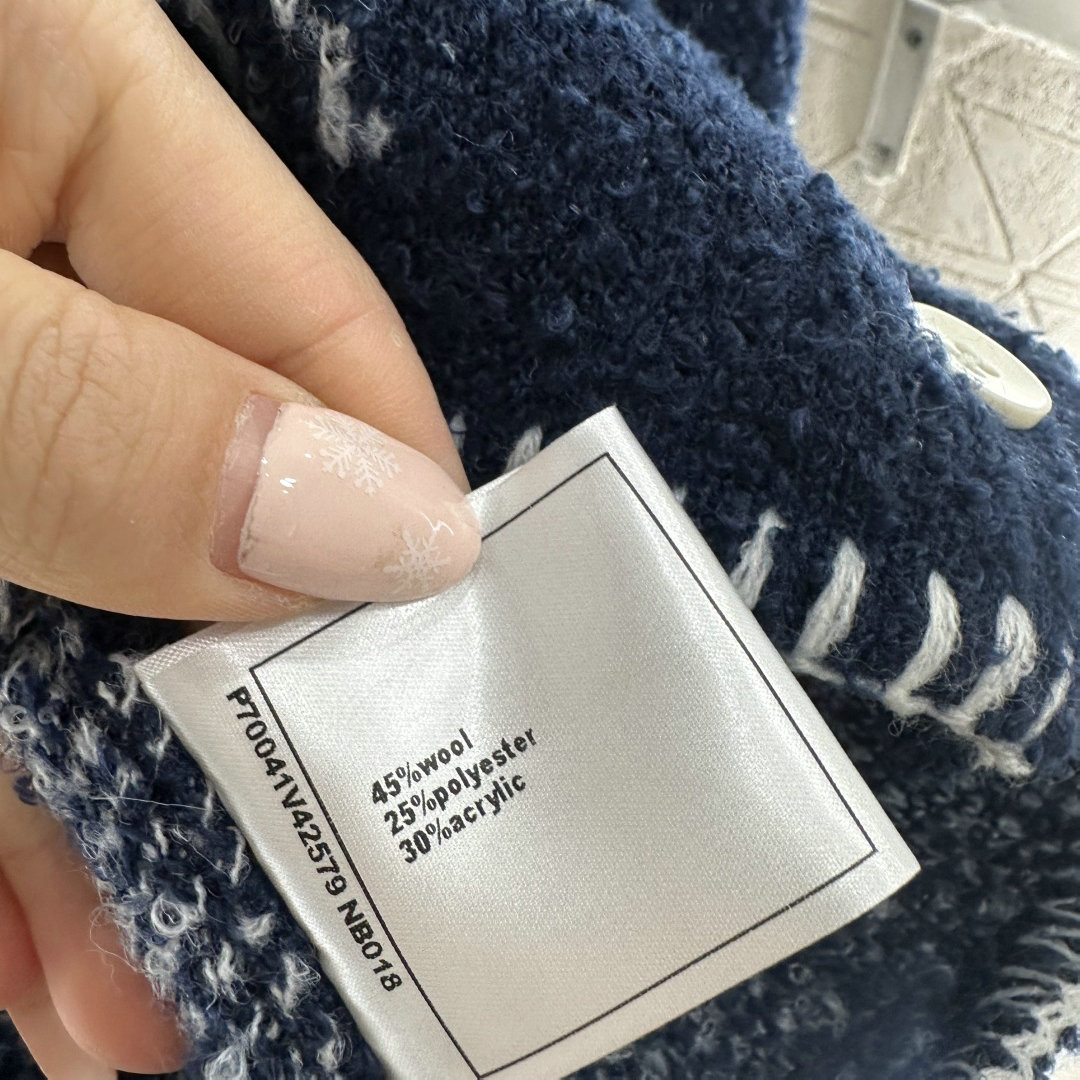 45%wool
25%polyester
30%acrylic
P70041V42579 NB018